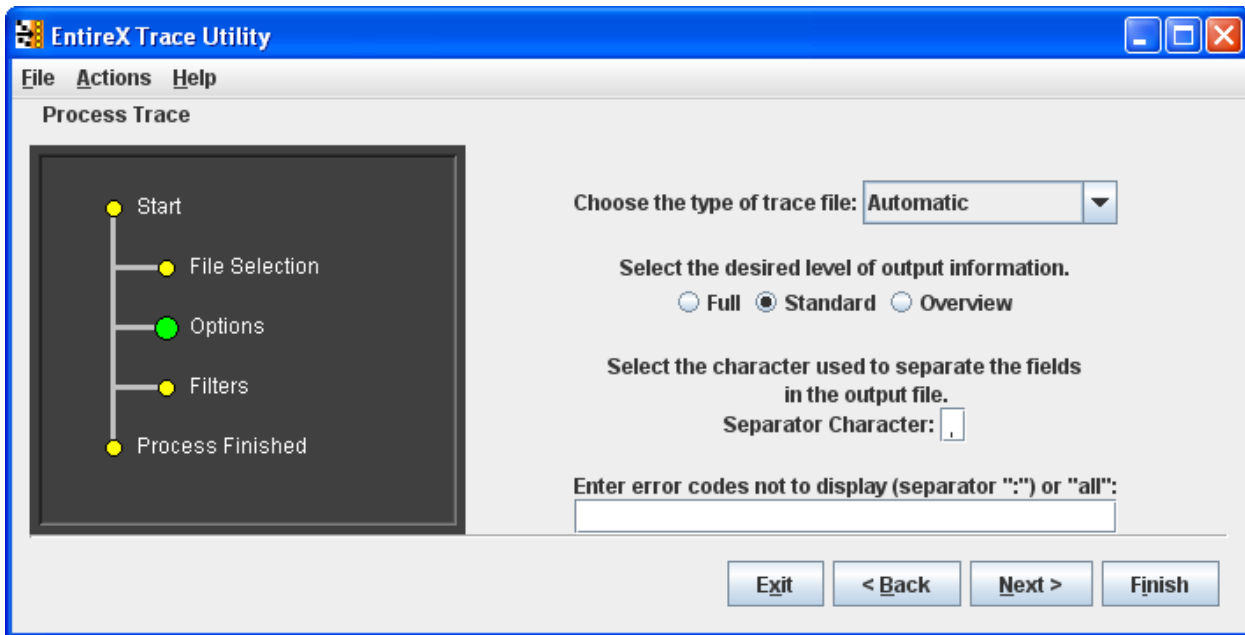 EntireX Trace Utility
File Actions Help
Process Trace
Start
File Selection
Options
Filters
Process Finished
Choose the type of trace file: Automatic
Select the desired level of output information.
Full Standard Overview
Select the character used to separate the fields
in the output file.
Separator Character: ,
Enter error codes not to display (separator ":") or "all":
Exit < Back Next > Finish